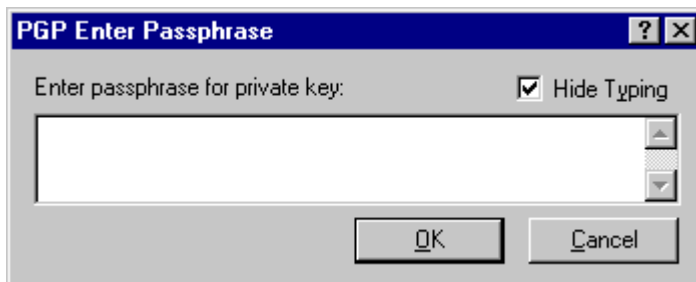 PGP Enter Passphrase
Enter passphrase for private key: Hide Typing
OK Cancel